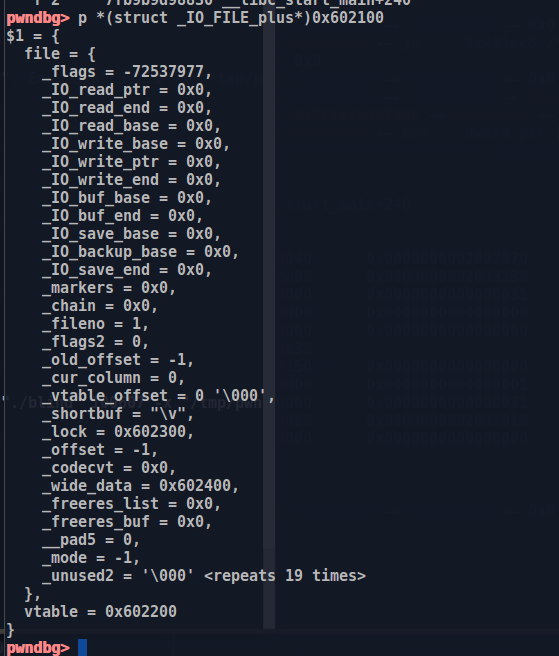 pwndbg> p *(struct _IO_FILE_plus*)0x602100
$1 = {
file = {
_flags = -72537977,
_IO_read_ptr = 0x0,
_IO_read_end = 0x0,
_IO_read_base = 0x0,
_IO_write_base = 0x0,
_IO_write_ptr = 0x0,
_IO_write_end = 0x0,
_IO_buf_base = 0x0,
_IO_buf_end = 0x0,
_IO_save_base = 0x0,
_IO_backup_base = 0x0,
_IO_save_end = 0x0,
_markers = 0x0,
_chain = 0x0,
_fileno = 1,
_flags2 = 0,
_old_offset = -1,
_cur_column = 0,
_vtable_offset = 0 '\000',
_shortbuf = "\v",
_lock = 0x602300,
_offset = -1,
_codecvt = 0x0,
_wide_data = 0x602400,
_freeres_list = 0x0,
_freeres_buf = 0x0,
__pad5 = 0,
_mode = -1,
_unused2 = '\000' <repeats 19 times>
},
vtable = 0x602200
}
pwndbg>